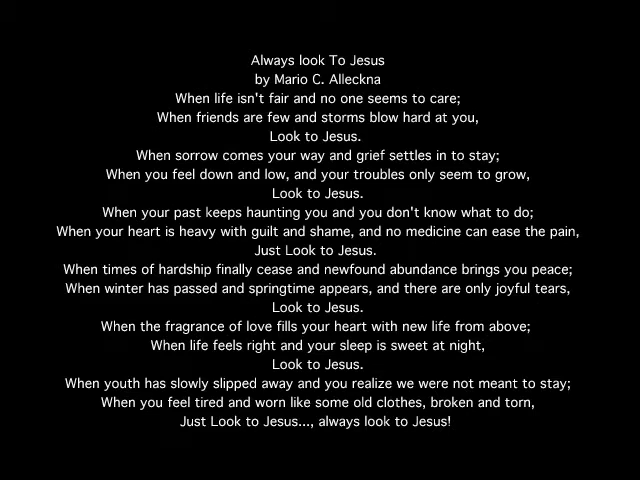 Always look To Jesus
by Mario C. Alleckna
When life isn't fair and no one seems to care;
When friends are few and storms blow hard at you,
Look to Jesus.
When sorrow comes your way and grief settles in to stay;
When you feel down and low, and your troubles only seem to grow,
Look to Jesus.
When your past keeps haunting you and you don't know what to do;
When your heart is heavy with guilt and shame, and no medicine can ease the pain,
Just Look to Jesus.
When times of hardship finally cease and newfound abundance brings you peace;
When winter has passed and springtime appears, and there are only joyful tears,
Look to Jesus.
When the fragrance of love fills your heart with new life from above;
When life feels right and your sleep is sweet at night,
Look to Jesus.
When youth has slowly slipped away and you realize we were not meant to stay;
When you feel tired and worn like some old clothes, broken and torn,
Just Look to Jesus..., always look to Jesus!